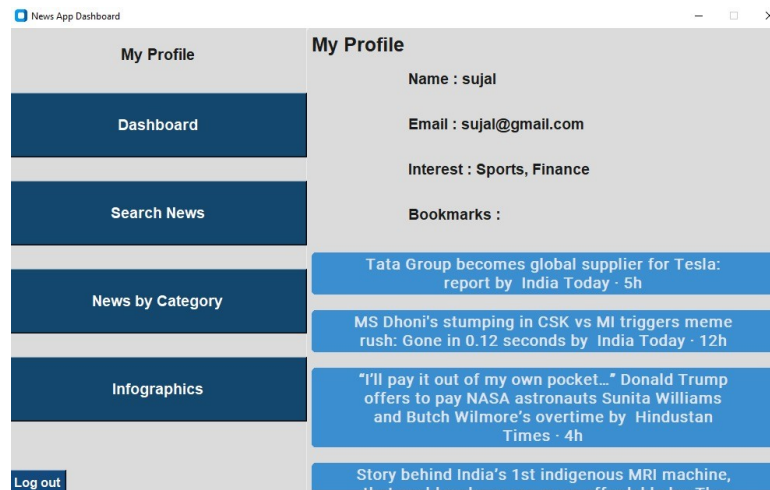 News App Dashboard
My Profile
Dashboard
Search News
News by Category
Infographics
Log out
My Profile
Name : sujal
Email : sujal@gmail.com
Interest : Sports, Finance
Bookmarks :
Tata Group becomes global supplier for Tesla:
report by  India Today · 5h
MS Dhoni's stumping in CSK vs MI triggers meme
rush: Gone in 0.12 seconds by  India Today · 12h
“I’ll pay it out of my own pocket…” Donald Trump
offers to pay NASA astronauts Sunita Williams
and Butch Wilmore’s overtime by  Hindustan
Times · 4h
Story behind India’s 1st indigenous MRI machine,